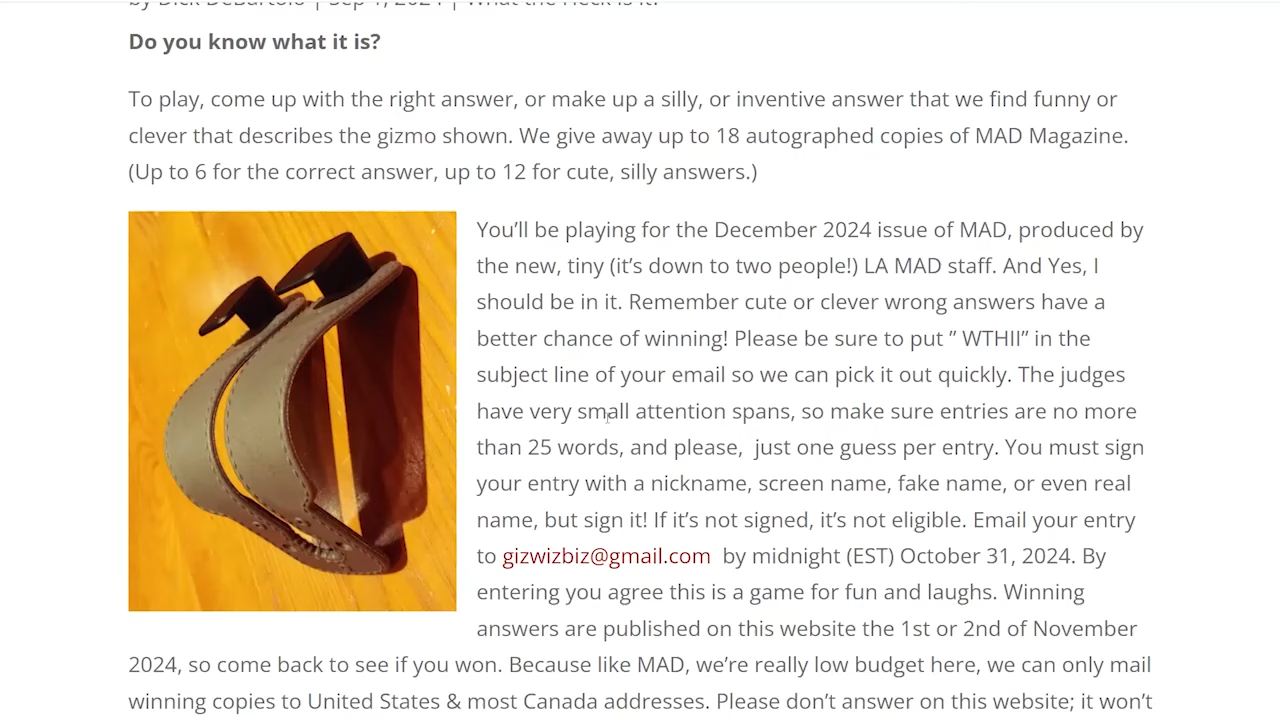 by Dick DeBartolo | Sep 1, 2024 | What the Heck is it?
Do you know what it is?
To play, come up with the right answer, or make up a silly, or inventive answer that we find funny or
clever that describes the gizmo shown. We give away up to 18 autographed copies of MAD Magazine.
(Up to 6 for the correct answer, up to 12 for cute, silly answers.)
You’ll be playing for the December 2024 issue of MAD, produced by
the new, tiny (it’s down to two people!) LA MAD staff. And Yes, I
should be in it. Remember cute or clever wrong answers have a
better chance of winning! Please be sure to put ” WTHII” in the
subject line of your email so we can pick it out quickly. The judges
have very small attention spans, so make sure entries are no more
than 25 words, and please,  just one guess per entry. You must sign
your entry with a nickname, screen name, fake name, or even real
name, but sign it! If it’s not signed, it’s not eligible. Email your entry
to gizwizbiz@gmail.com  by midnight (EST) October 31, 2024. By
entering you agree this is a game for fun and laughs. Winning
answers are published on this website the 1st or 2nd of November
2024, so come back to see if you won. Because like MAD, we’re really low budget here, we can only mail
winning copies to United States & most Canada addresses. Please don’t answer on this website; it won’t